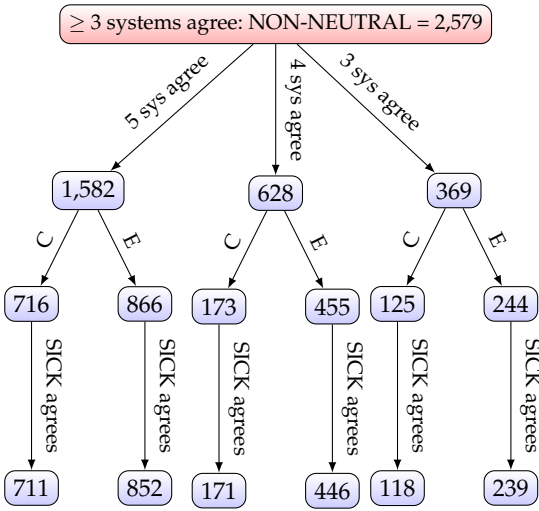 ≥ 3 systems agree: NON-NEUTRAL = 2,579
5 sys agree
4 sys agree
3 sys agree
1,582
628
369
C
E
C
E
C
E
716
866
173
455
125
244
SICK agrees
SICK agrees
SICK agrees
SICK agrees
SICK agrees
SICK agrees
711
852
171
446
118
239